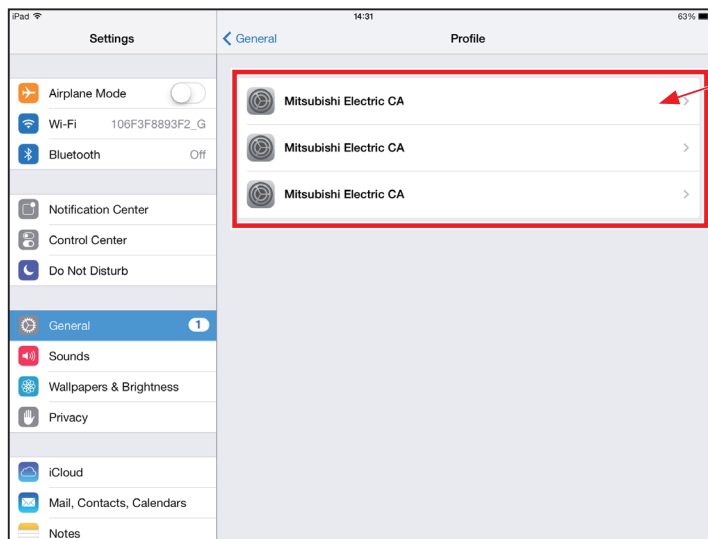 iPad 14:31 63%
Settings
General Profile
Airplane Mode
Wi-Fi 106F3F8893F2_G
Bluetooth Off
Notification Center
Control Center
Do Not Disturb
General 1
Sounds
Wallpapers & Brightness
Privacy
iCloud
Mail, Contacts, Calendars
Notes
Mitsubishi Electric CA
Mitsubishi Electric CA
Mitsubishi Electric CA